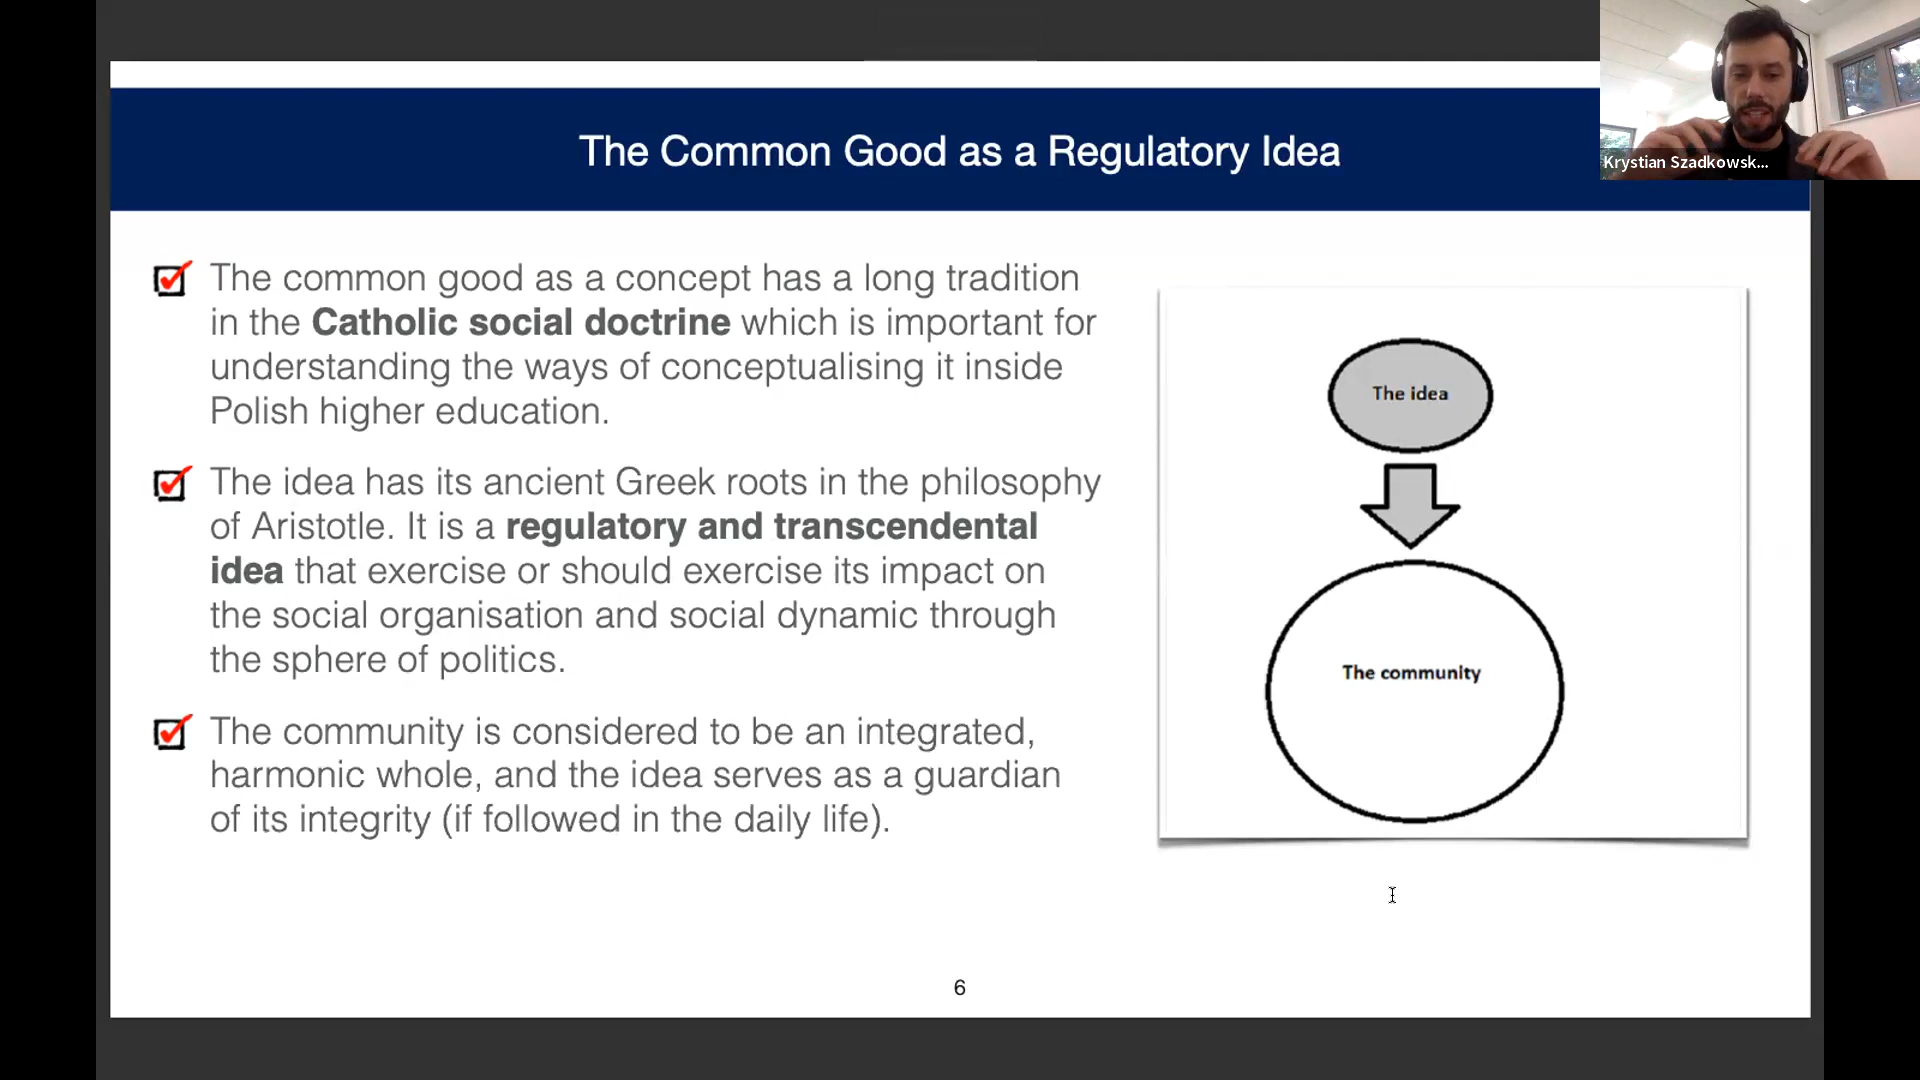 The Common Good as a Regulatory Idea
Krystian Szadkowsk...
The common good as a concept has a long tradition
in the Catholic social doctrine which is important for
understanding the ways of conceptualising it inside
Polish higher education.
The idea has its ancient Greek roots in the philosophy
of Aristotle. It is a regulatory and transcendental
idea that exercise or should exercise its impact on
the social organisation and social dynamic through
the sphere of politics.
The community is considered to be an integrated,
harmonic whole, and the idea serves as a guardian
of its integrity (if followed in the daily life).
The idea
The community
6